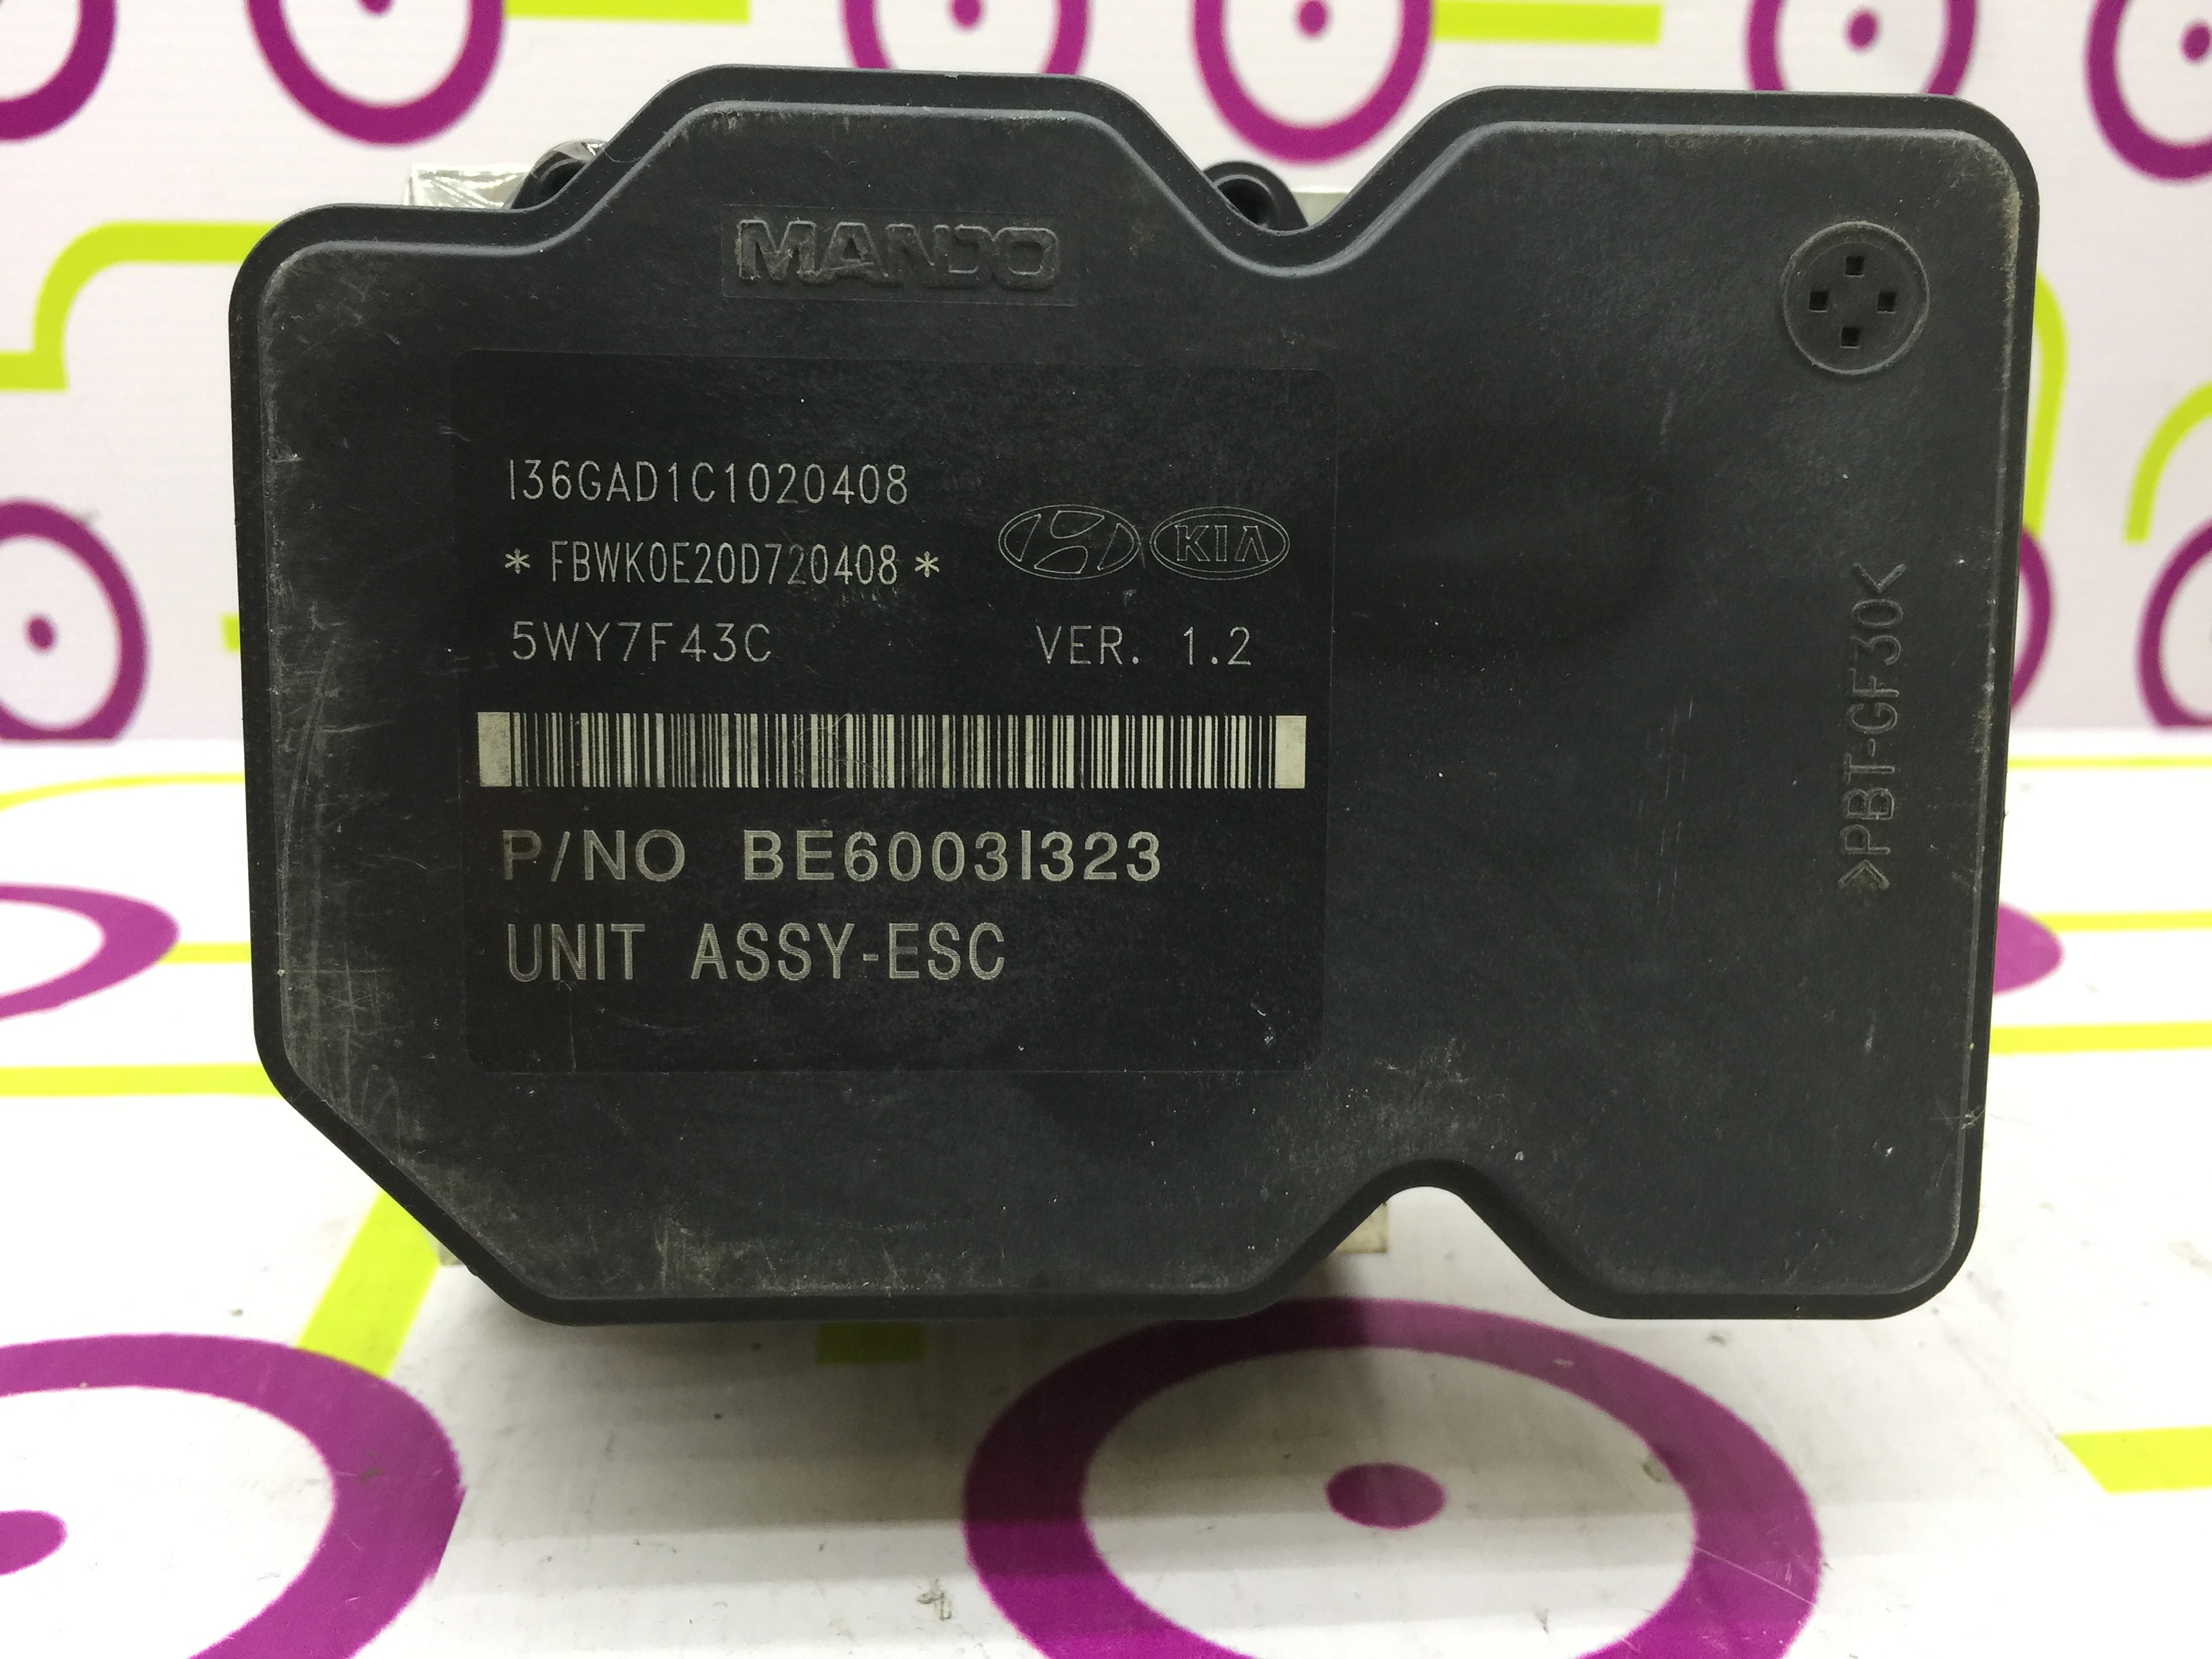 MANDO
I36GAD1C1020408
* FBWK0E20D720408 *
KIA
5WY7F43C VER. 1.2
P/NO BE6003I323
UNIT ASSY-ESC
>PBT-GF30<